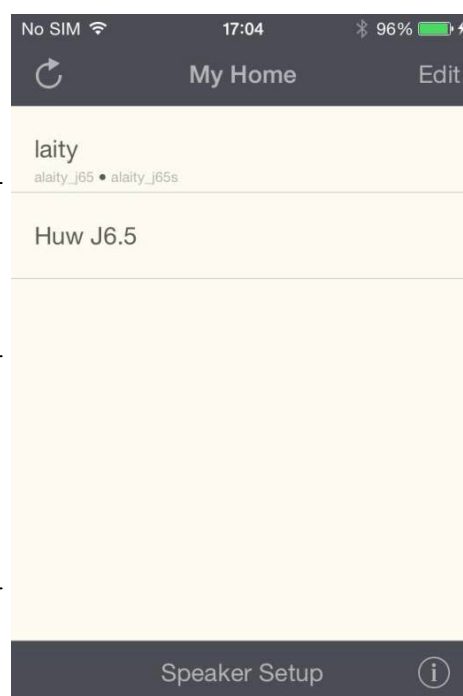 No SIM 17:04 96%
My Home Edit
laity
alaity_j65 ● alaity_j65s
Huw J6.5
Speaker Setup i